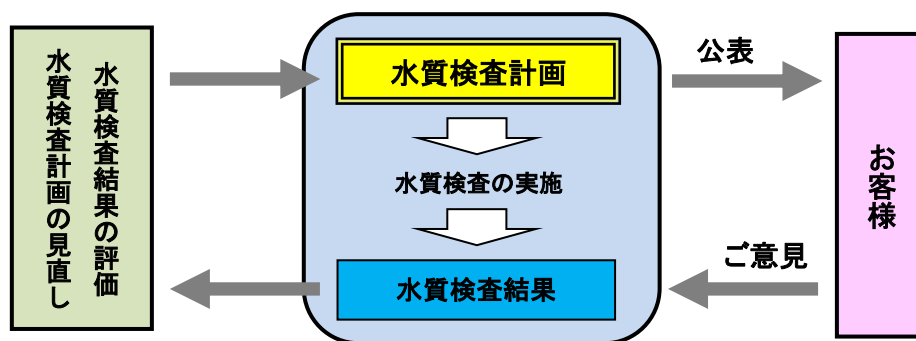 水質検査結果の評価
水質検査計画の見直し
水質検査計画
水質検査の実施
水質検査結果
公表
ご意見
お客様